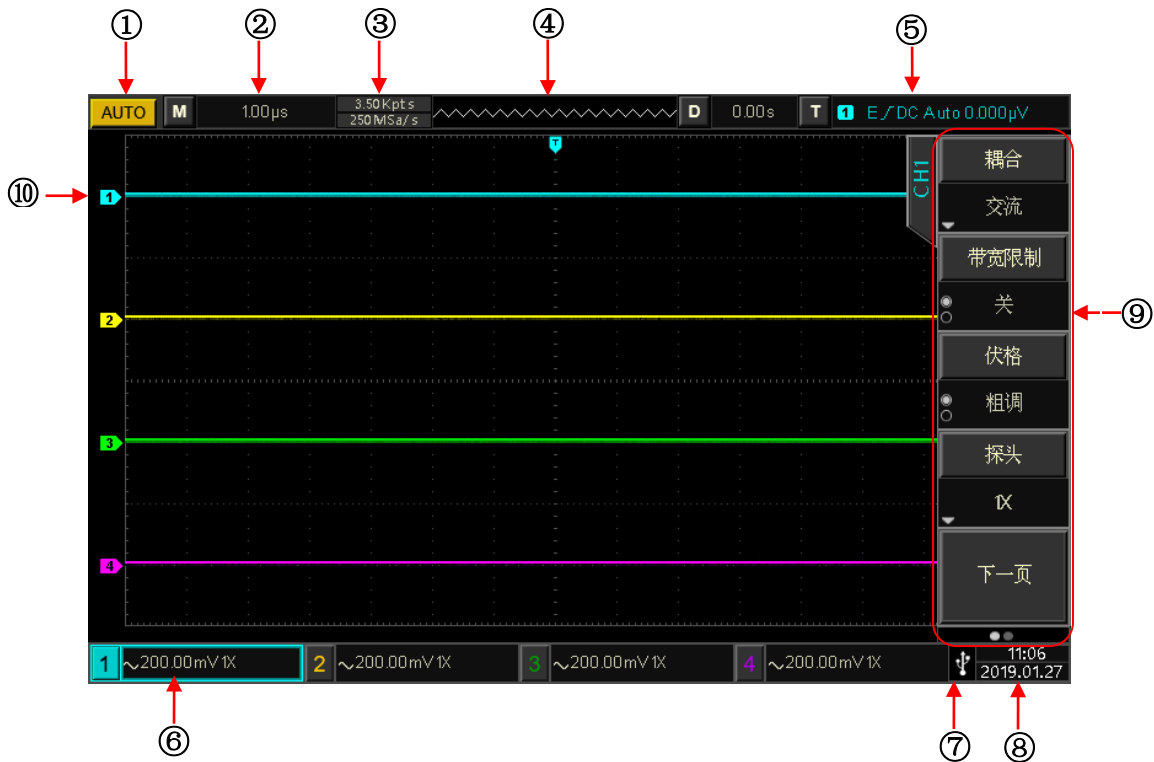 ① ② ③ ④ ⑤
AUTO M 1.00μs 3.50Kpts D 0.00s T 1 E DC Auto 0.000μV
250MSa/s
T
CH1
耦合
交流
带宽限制
关
伏格
粗调
探头
1X
下一页
⑩ 1
2
3
4
⑨
1 200.00mV 1X 2 200.00mV 1X 3 200.00mV 1X 4 200.00mV 1X
11:06
2019.01.27
⑥ ⑦ ⑧